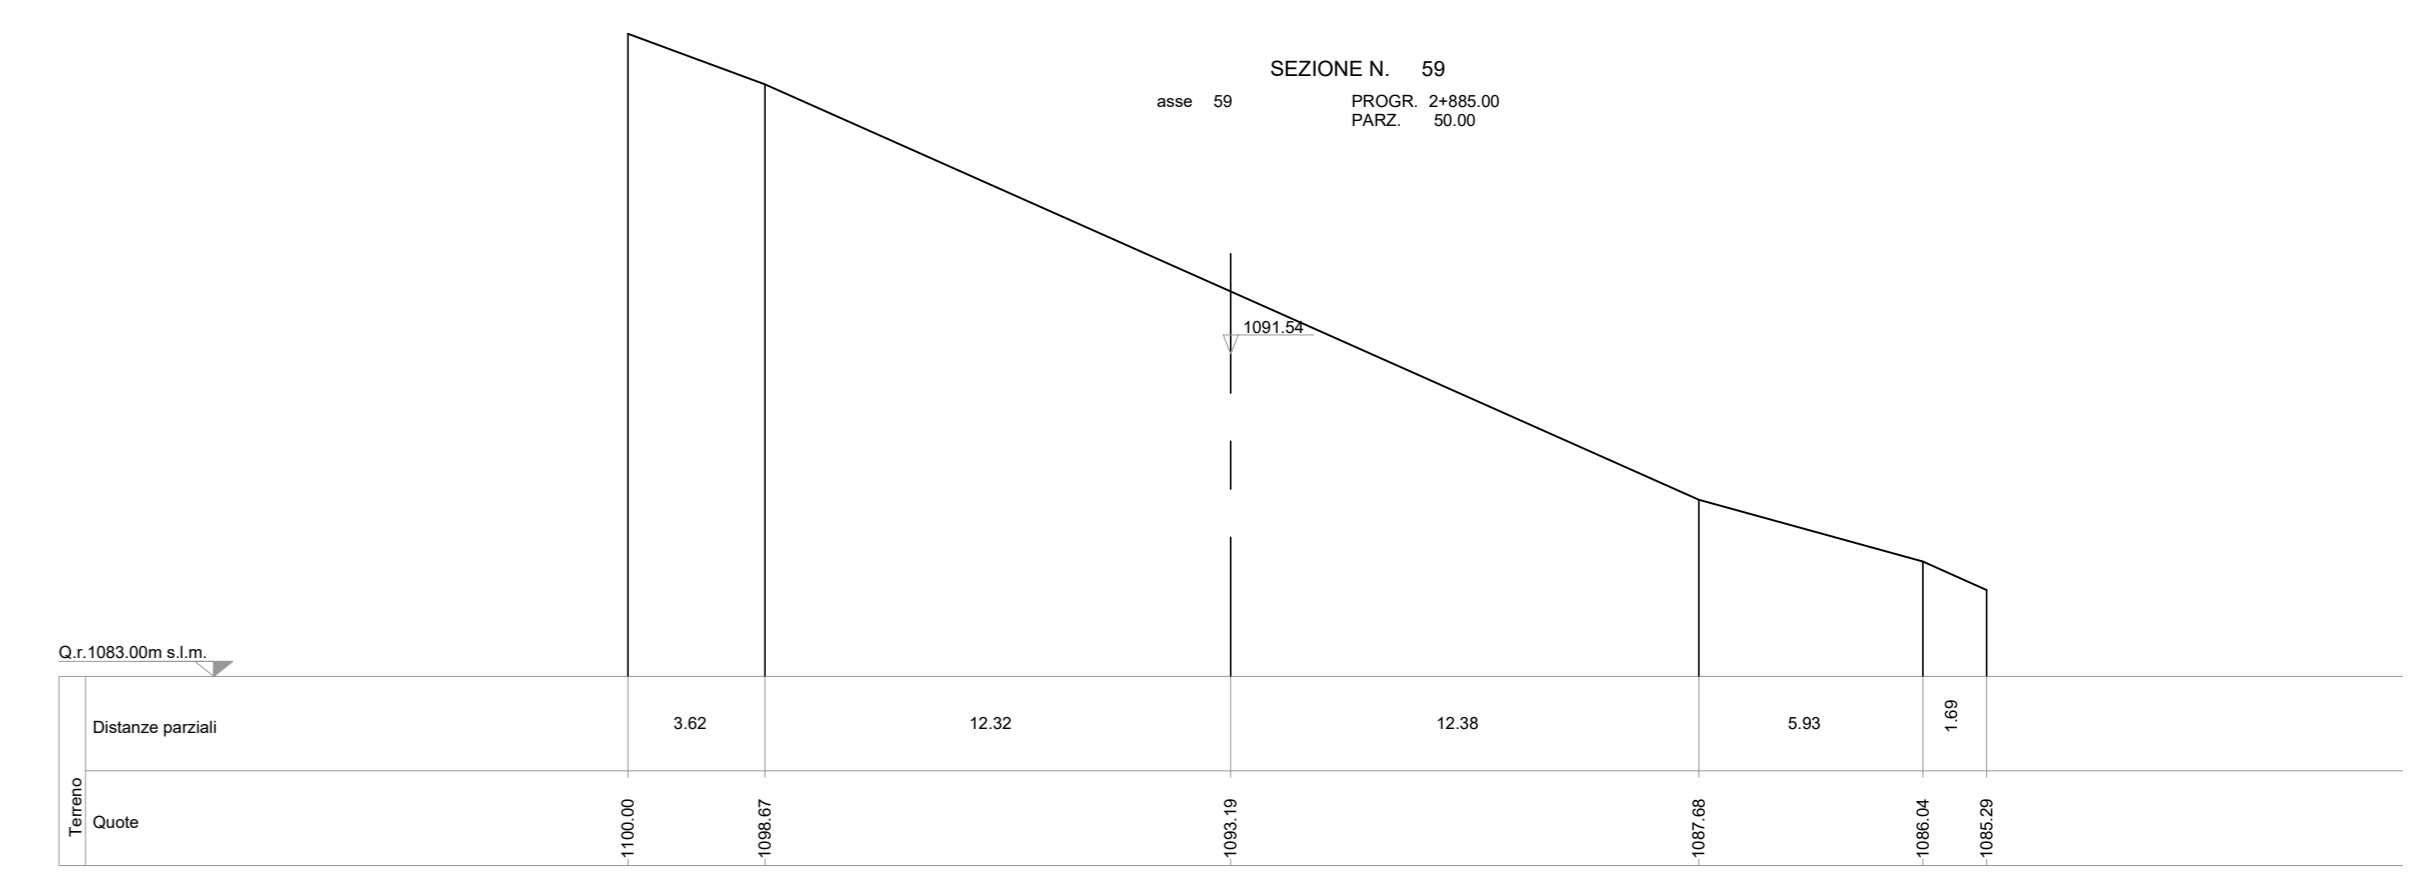 SEZIONE N. 59
asse 59 PROGR. 2+885.00
PARZ. 50.00
1091.54
Q.r.1083.00m s.l.m.
Terreno
Distanze parziali 3.62 12.32 12.38 5.93 1.69
Quote 1100.00 1098.67 1093.19 1087.68 1086.04 1085.29